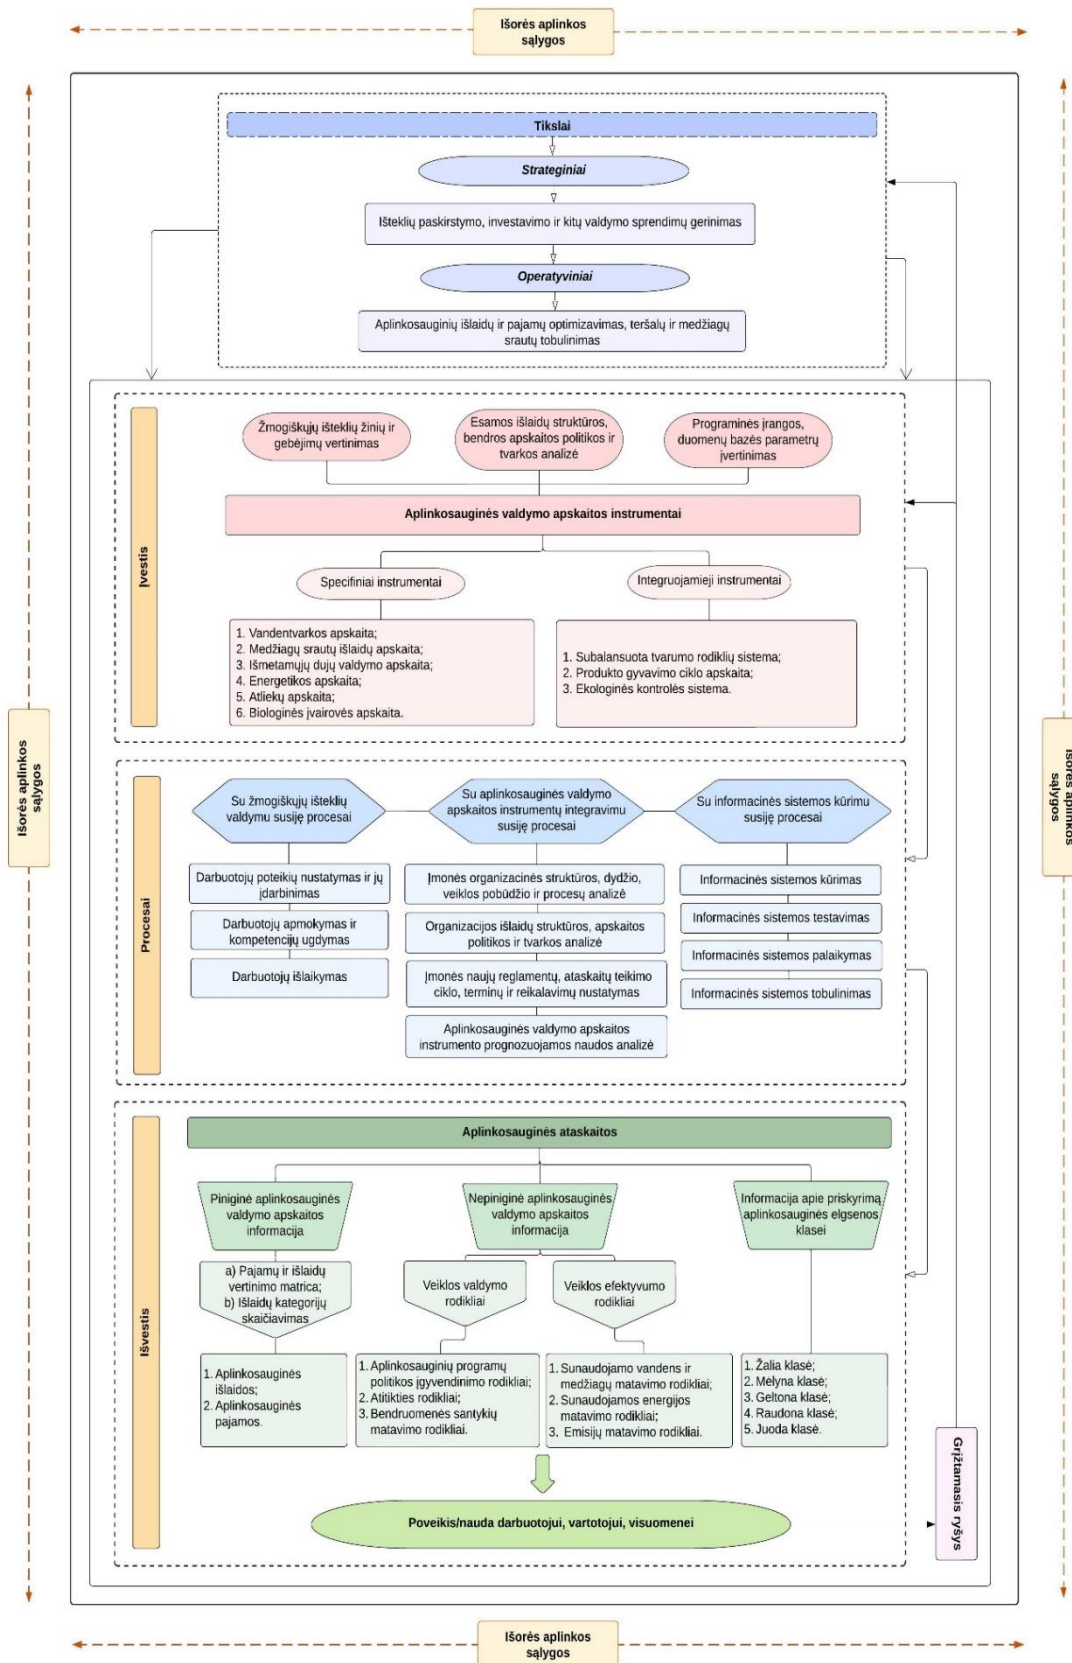 Išorės aplinkos
sąlygos
Tikslai
Strateginiai
Išteklių paskirstymo, investavimo ir kitų valdymo sprendimų gerinimas
Operatyviniai
Aplinkosauginių išlaidų ir pajamų optimizavimas, teršalų ir medžiagų
srautų tobulinimas
Išorės aplinkos
sąlygos
Išorės aplinkos
sąlygos
Įvestis
Žmogiškųjų išteklių žinių ir
gebėjimų vertinimas
Esamos išlaidų struktūros,
bendros apskaitos politikos ir
tvarkos analizė
Programinės įrangos,
duomenų bazės parametrų
įvertinimas
Aplinkosauginės valdymo apskaitos instrumentai
Specifiniai instrumentai
Integruojamieji instrumentai
1. Vandentvarkos apskaita;
2. Medžiagų srautų išlaidų apskaita;
3. Išmetamųjų dujų valdymo apskaita;
4. Energetikos apskaita;
5. Atliekų apskaita;
6. Biologinės įvairovės apskaita.
1. Subalansuota tvarumo rodiklių sistema;
2. Produkto gyvavimo ciklo apskaita;
3. Ekologinės kontrolės sistema.
Procesai
Su žmogiškųjų išteklių
valdymu susiję procesai
Su aplinkosauginės valdymo
apskaitos instrumentų integravimu
susiję procesai
Su informacinės sistemos kūrimu
susiję procesai
Darbuotojų poteikių nustatymas ir jų
įdarbinimas
Darbuotojų apmokymas ir
kompetencijų ugdymas
Darbuotojų išlaikymas
Įmonės organizacinės struktūros, dydžio,
veiklos pobūdžio ir procesų analizė
Organizacijos išlaidų struktūros, apskaitos
politikos ir tvarkos analizė
Įmonės naujų reglamentų, ataskaitų teikimo
ciklo, terminų ir reikalavimų nustatymas
Aplinkosauginės valdymo apskaitos
instrumento prognozuojamos naudos analizė
Informacinės sistemos kūrimas
Informacinės sistemos testavimas
Informacinės sistemos palaikymas
Informacinės sistemos tobulinimas
Išvestis
Aplinkosauginės ataskaitos
Piniginė aplinkosauginės
valdymo apskaitos
informacija
Nepiniginė aplinkosauginės
valdymo apskaitos
informacija
Informacija apie priskyrimą
aplinkosauginės elgsenos
klasei
a) Pajamų ir išlaidų
vertinimo matrica;
b) Išlaidų kategorijų
skaičiavimas
Veiklos valdymo
rodikliai
Veiklos efektyvumo
rodikliai
1. Aplinkosauginės
išlaidos;
2. Aplinkosauginės
pajamos.
1. Aplinkosauginių programų
politikos įgyvendinimo rodikliai;
2. Atitikties rodikliai;
3. Bendruomenės santykių
matavimo rodikliai.
1. Sunaudojamo vandens ir
medžiagų matavimo rodikliai;
2. Sunaudojamos energijos
matavimo rodikliai;
3. Emisijų matavimo rodikliai.
1. Žalia klasė;
2. Mėlyna klasė;
3. Geltona klasė;
4. Raudona klasė;
5. Juoda klasė.
Poveikis/nauda darbuotojui, vartotojui, visuomenei
Grįžtamasis ryšys
Išorės aplinkos
sąlygos